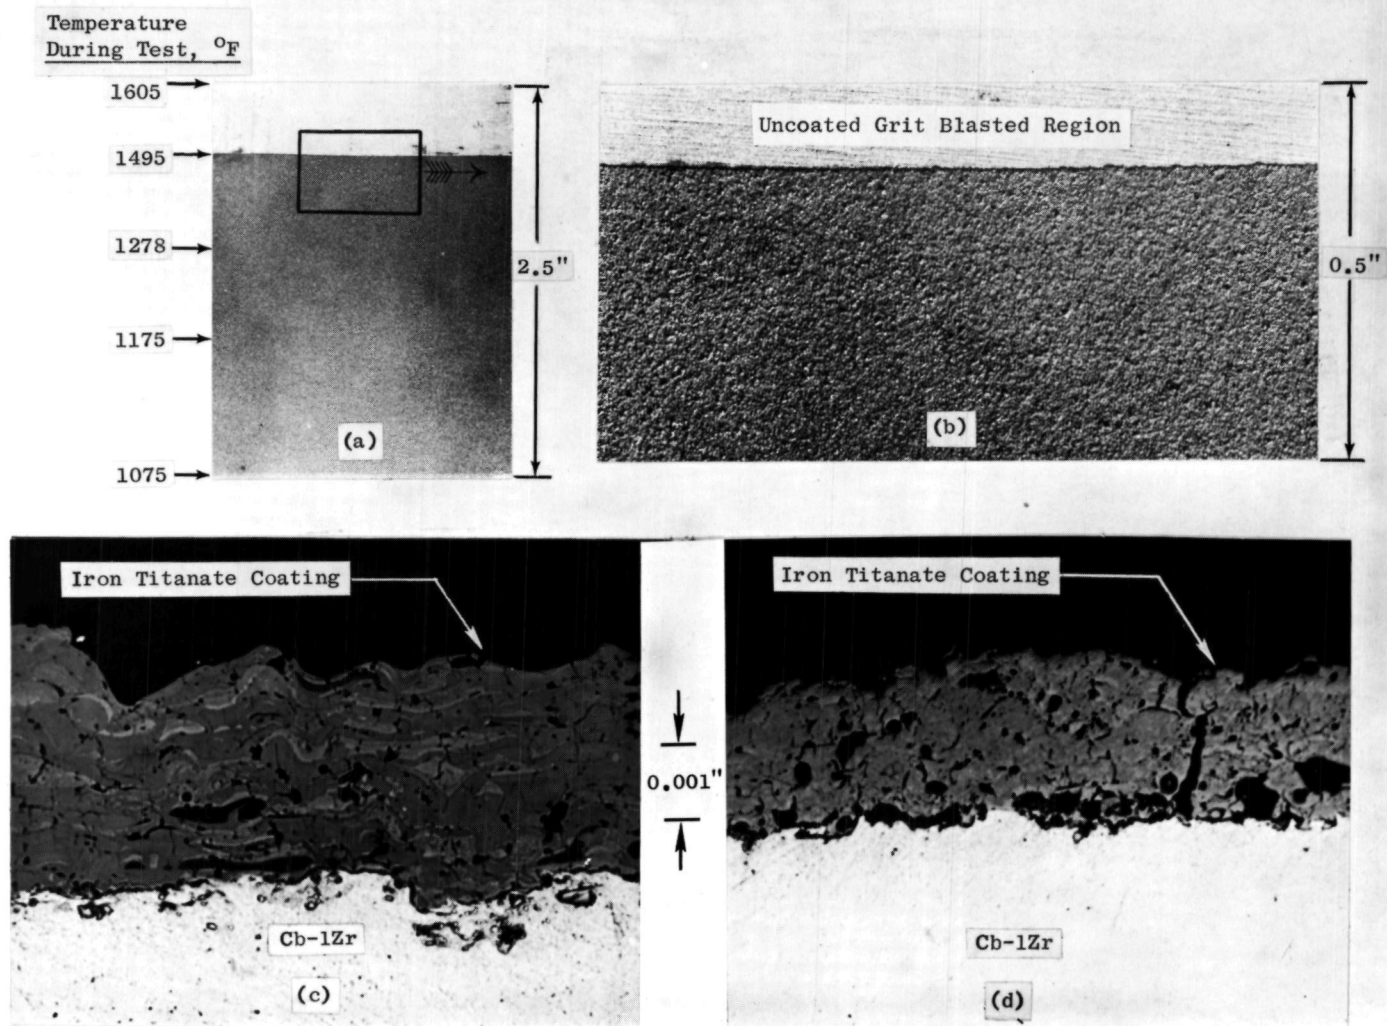 Temperature
During Test, °F
1605
1495
1278
1175
1075
2.5"
(a)
Uncoated Grit Blasted Region
0.5"
(b)
Iron Titanate Coating
Cb-1Zr
(c)
0.001"
Iron Titanate Coating
Cb-1Zr
(d)